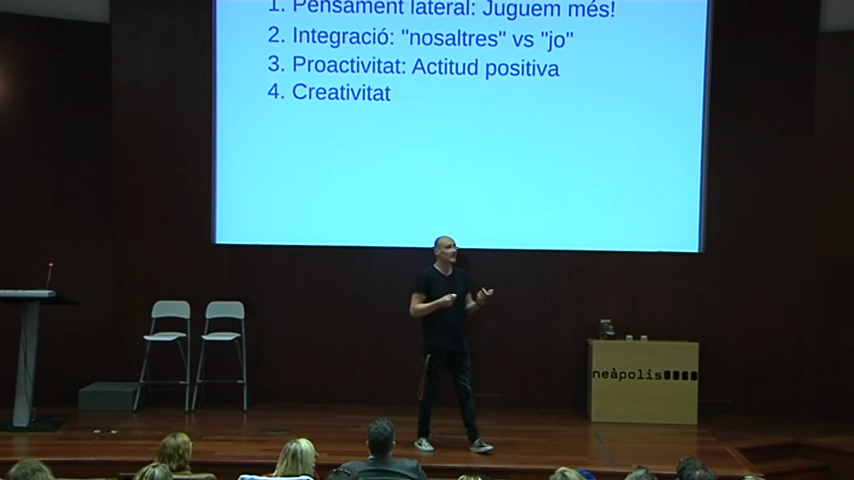 1. Pensament lateral: Juguem més!
2. Integració: "nosaltres" vs "jo"
3. Proactivitat: Actitud positiva
4. Creativitat
neàpolis